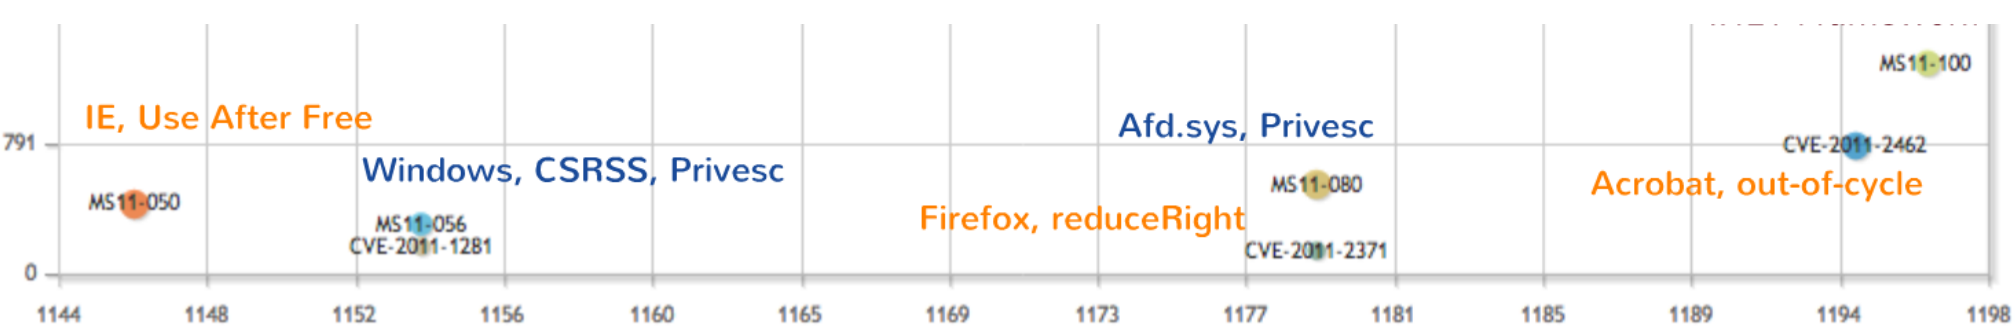 MS11-100
IE, Use After Free
Afd.sys, Privesc
791
CVE-2011-2462
Windows, CSRSS, Privesc
MS11-080
Acrobat, out-of-cycle
MS11-050
Firefox, reduceRight
MS11-056
CVE-2011-1281
CVE-2011-2371
0
1144 1148 1152 1156 1160 1165 1169 1173 1177 1181 1185 1189 1194 1198